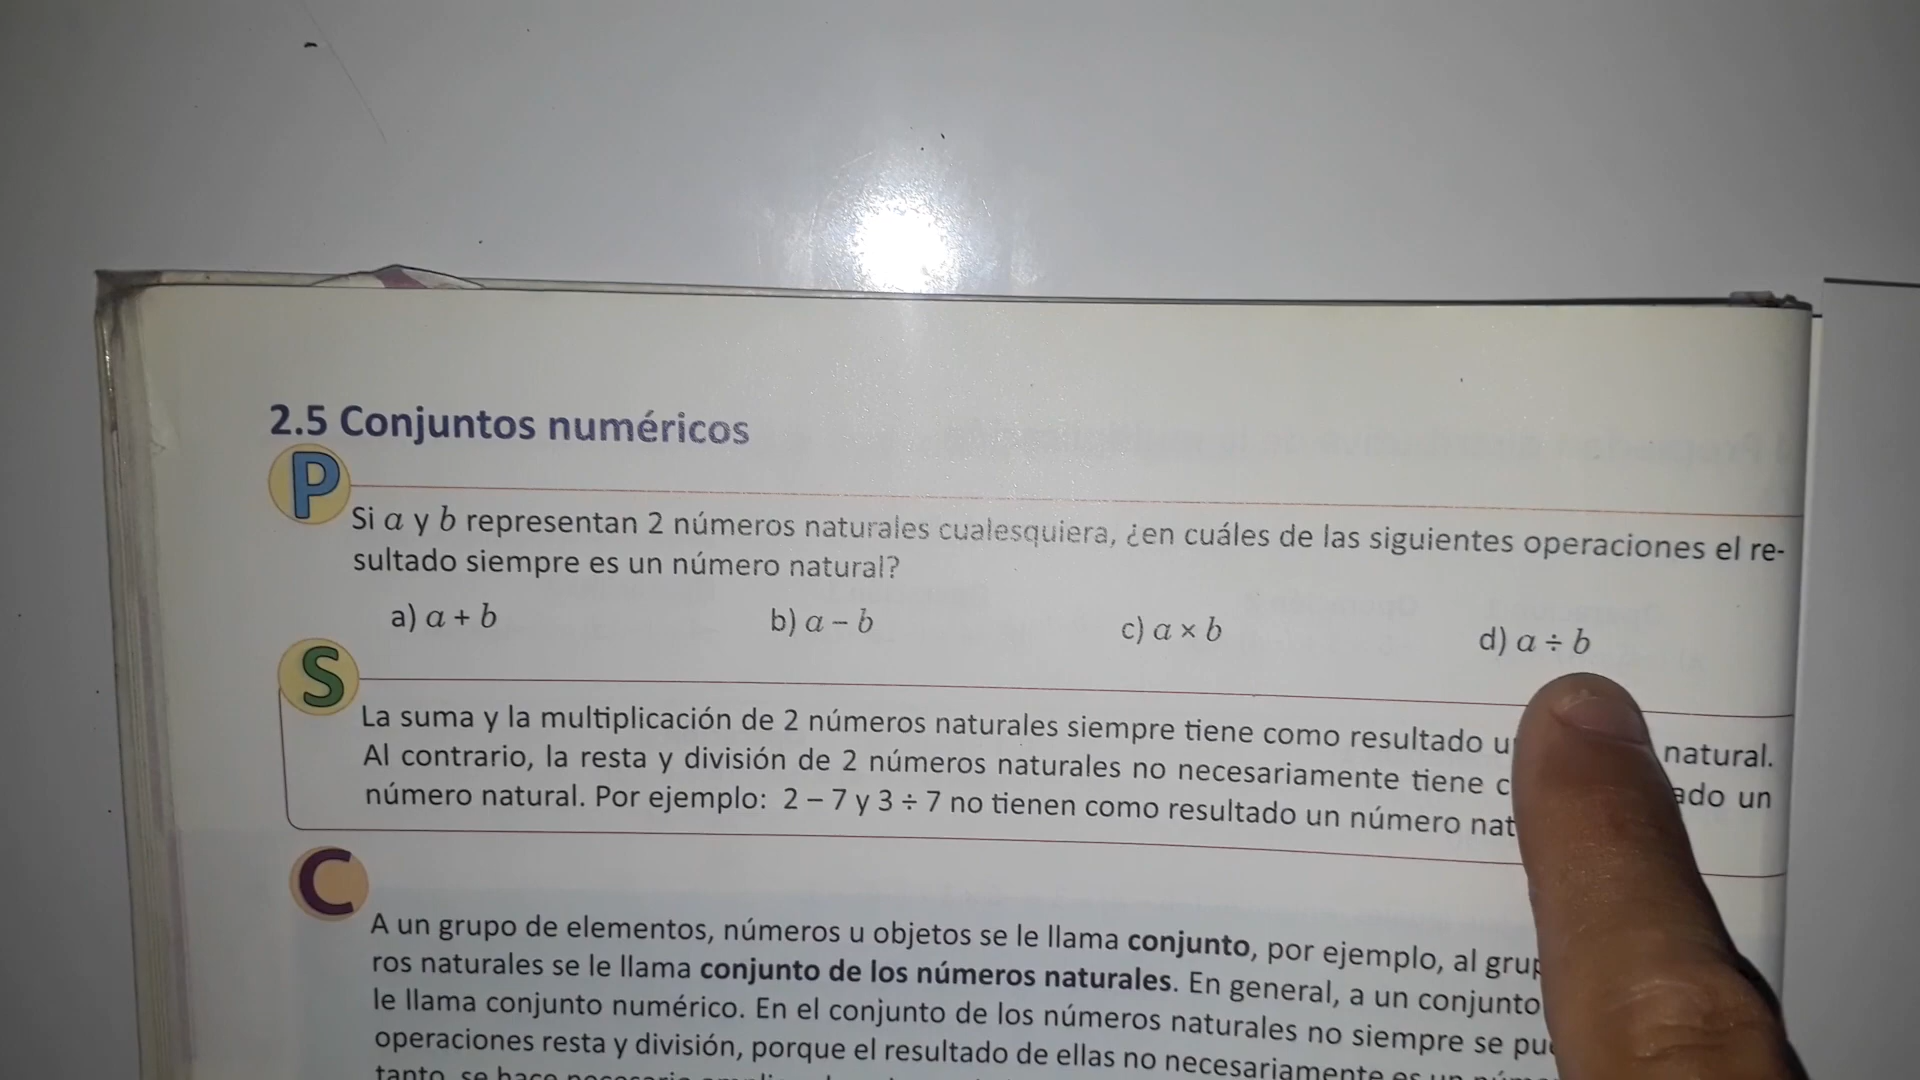 2.5 Conjuntos numéricos
P
Si a y b representan 2 números naturales cualesquiera, ¿en cuáles de las siguientes operaciones el re-
sultado siempre es un número natural?
a) a + b b) a – b c) a × b d) a ÷ b
S
La suma y la multiplicación de 2 números naturales siempre tiene como resultado natural.
Al contrario, la resta y división de 2 números naturales no necesariamente tiene un
número natural. Por ejemplo: 2 – 7 y 3 ÷ 7 no tienen como resultado un número
C
A un grupo de elementos, números u objetos se le llama conjunto, por ejemplo, al
ros naturales se le llama conjunto de los números naturales. En general, a un conjunto
le llama conjunto numérico. En el conjunto de los números naturales no siempre se
operaciones resta y división, porque el resultado de ellas no necesariamente es un